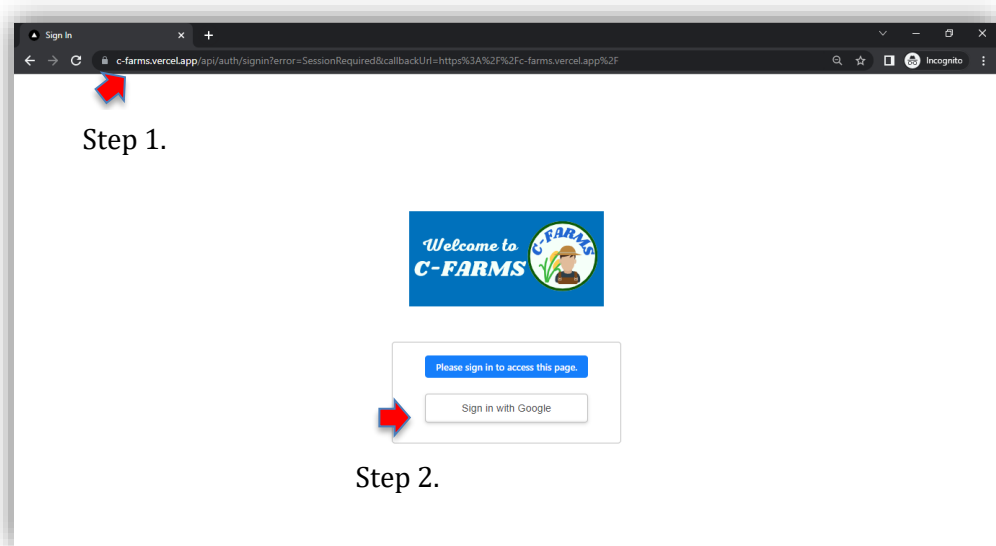 Sign In
c-farms.vercel.app/api/auth/signin?error=SessionRequired&callbackUrl=https%3A%2F%2Fc-farms.vercel.app%2F
Incognito
Step 1.
Welcome to
C-FARMS
C-FARMS
Please sign in to access this page.
Sign in with Google
Step 2.